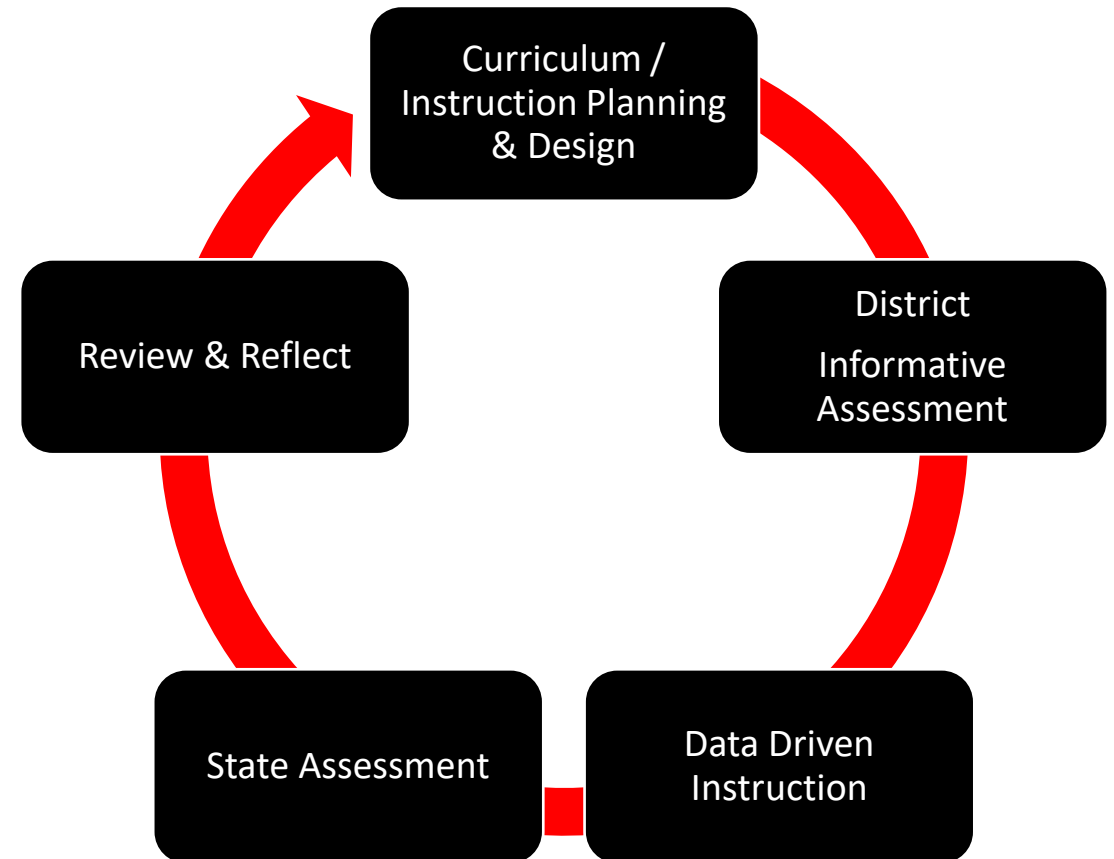 Curriculum /
Instruction Planning
& Design
District
Informative
Assessment
Data Driven
Instruction
State Assessment
Review & Reflect